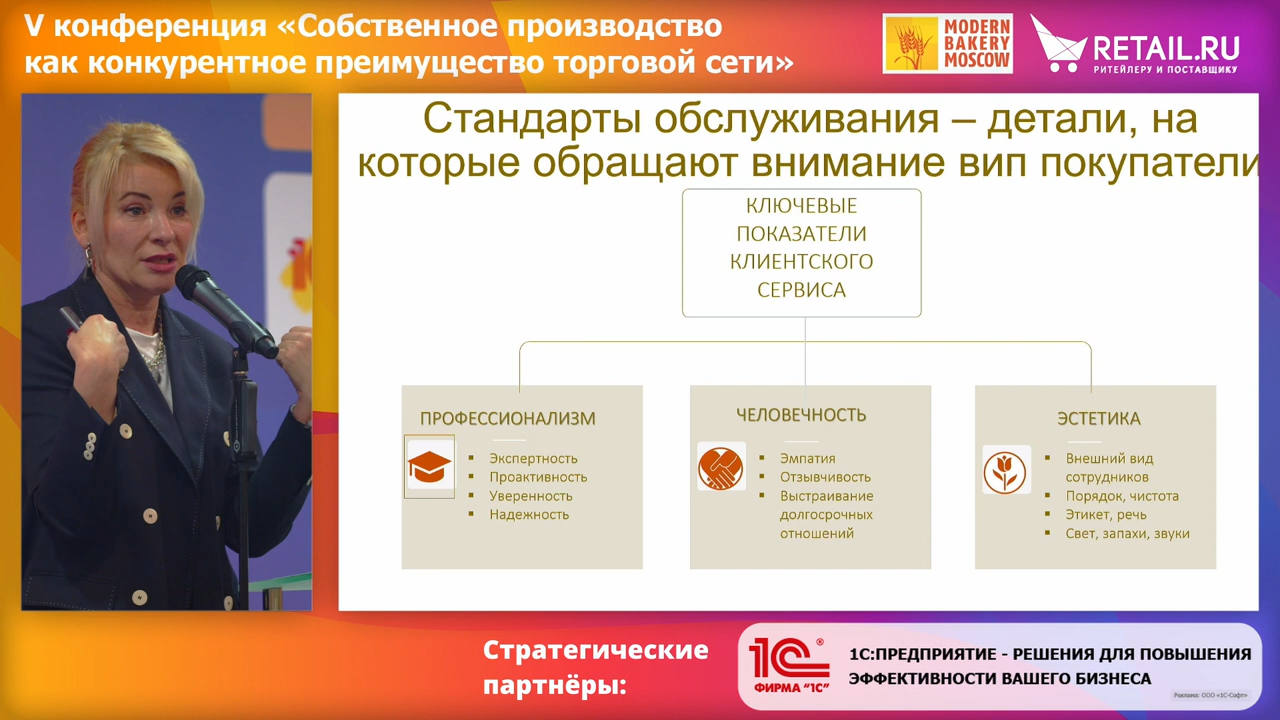 V конференция «Собственное производство
как конкурентное преимущество торговой сети»
MODERN
BAKERY
MOSCOW
RETAIL.RU
РИТЕЙЛЕРУ И ПОСТАВЩИКУ
Стандарты обслуживания – детали, на
которые обращают внимание вип покупатели
КЛЮЧЕВЫЕ
ПОКАЗАТЕЛИ
КЛИЕНТСКОГО
СЕРВИСА
ПРОФЕССИОНАЛИЗМ
▪ Экспертность
▪ Проактивность
▪ Уверенность
▪ Надежность
ЧЕЛОВЕЧНОСТЬ
▪ Эмпатия
▪ Отзывчивость
▪ Выстраивание
долгосрочных
отношений
ЭСТЕТИКА
▪ Внешний вид
сотрудников
▪ Порядок, чистота
▪ Этикет, речь
▪ Свет, запахи, звуки
Стратегические
партнёры:
1С®
ФИРМА "1С"
1С:ПРЕДПРИЯТИЕ - РЕШЕНИЯ ДЛЯ ПОВЫШЕНИЯ
ЭФФЕКТИВНОСТИ ВАШЕГО БИЗНЕСА
Реклама: ООО «1С-Софт»